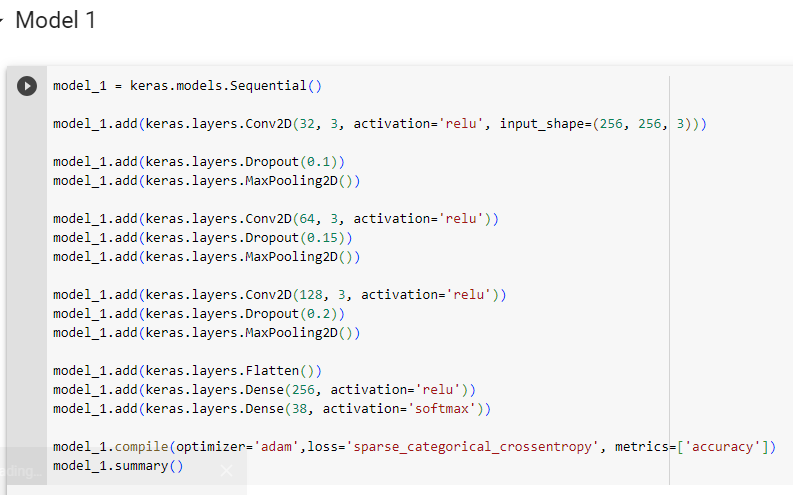 Model 1
model_1 = keras.models.Sequential()
model_1.add(keras.layers.Conv2D(32, 3, activation='relu', input_shape=(256, 256, 3)))
model_1.add(keras.layers.Dropout(0.1))
model_1.add(keras.layers.MaxPooling2D())
model_1.add(keras.layers.Conv2D(64, 3, activation='relu'))
model_1.add(keras.layers.Dropout(0.15))
model_1.add(keras.layers.MaxPooling2D())
model_1.add(keras.layers.Conv2D(128, 3, activation='relu'))
model_1.add(keras.layers.Dropout(0.2))
model_1.add(keras.layers.MaxPooling2D())
model_1.add(keras.layers.Flatten())
model_1.add(keras.layers.Dense(256, activation='relu'))
model_1.add(keras.layers.Dense(38, activation='softmax'))
model_1.compile(optimizer='adam',loss='sparse_categorical_crossentropy', metrics=['accuracy'])
model_1.summary()